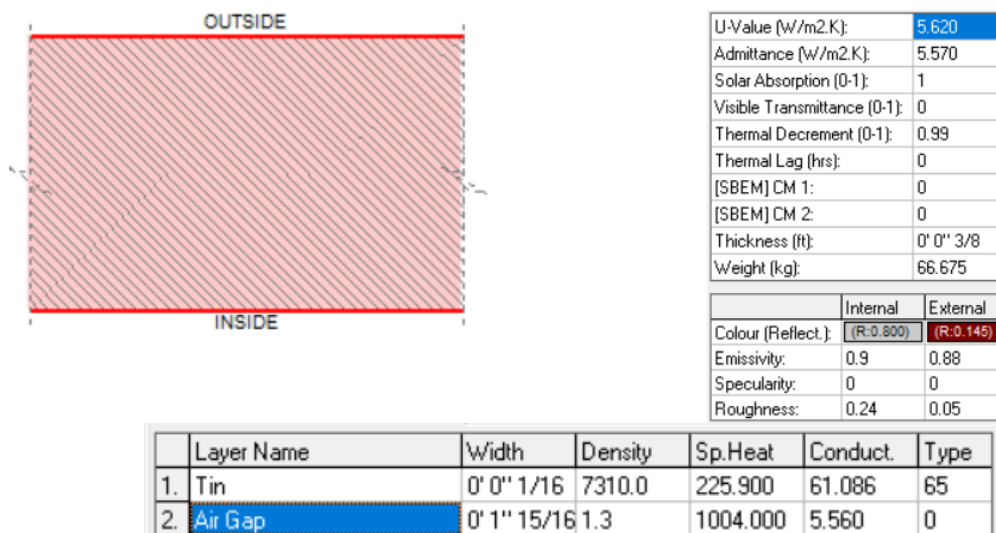 OUTSIDE
INSIDE
U-Value (W/m2.K): 5.620
Admittance (W/m2.K): 5.570
Solar Absorption (0-1): 1
Visible Transmittance (0-1): 0
Thermal Decrement (0-1): 0.99
Thermal Lag (hrs): 0
[SBEM] CM 1: 0
[SBEM] CM 2: 0
Thickness (ft): 0' 0" 3/8
Weight (kg): 66.675
Internal External
Colour (Reflect.): (R:0.800) (R:0.145)
Emissivity: 0.9 0.88
Specularity: 0 0
Roughness: 0.24 0.05
Layer Name Width Density Sp.Heat Conduct. Type
1. Tin 0' 0" 1/16 7310.0 225.900 61.086 65
2. Air Gap 0' 1" 15/16 1.3 1004.000 5.560 0